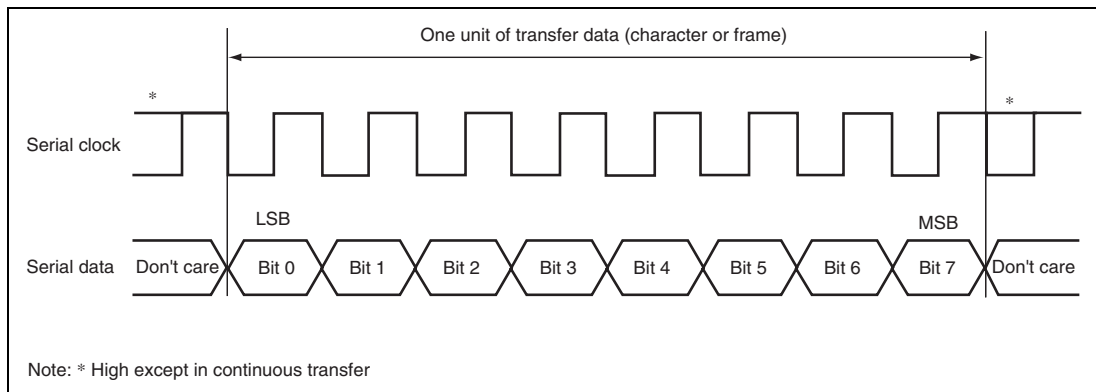 One unit of transfer data (character or frame)
* *
Serial clock
LSB MSB
Serial data Don't care Bit 0 Bit 1 Bit 2 Bit 3 Bit 4 Bit 5 Bit 6 Bit 7 Don't care
Note: * High except in continuous transfer